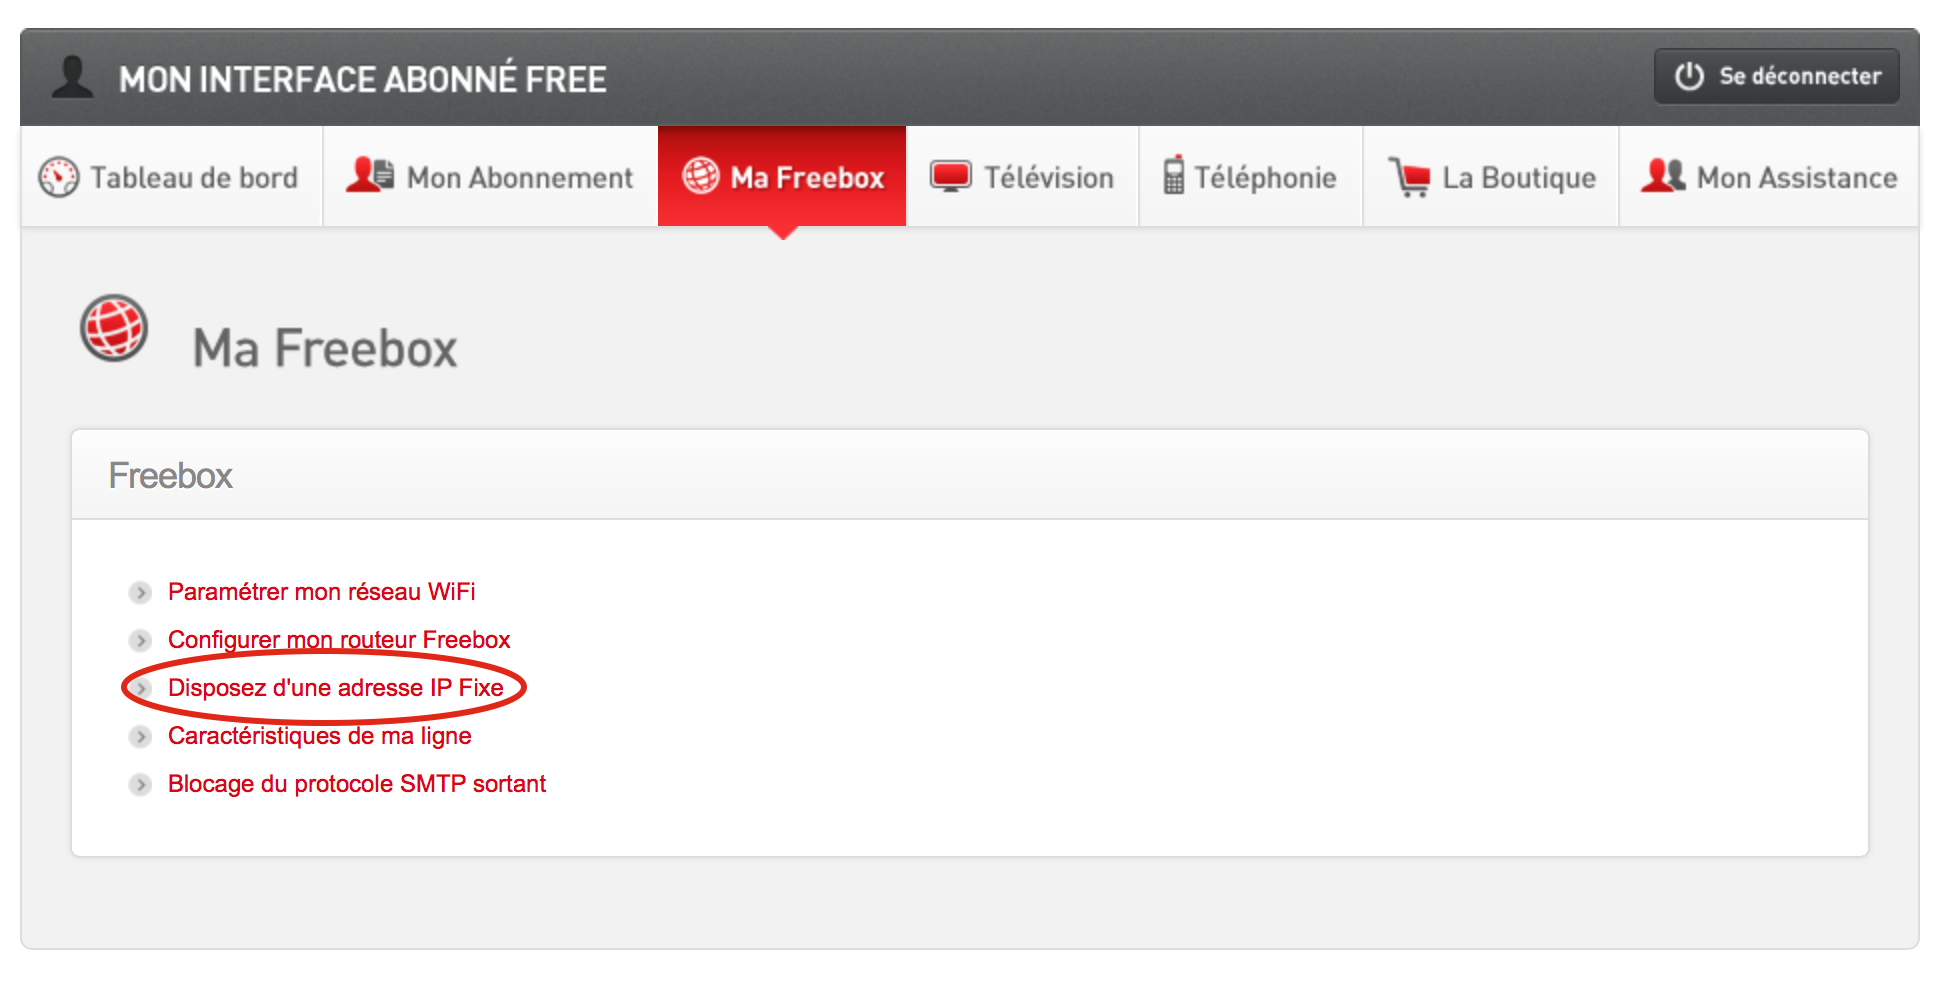 MON INTERFACE ABONNÉ FREE
Se déconnecter
Tableau de bord
Mon Abonnement
Ma Freebox
Télévision
Téléphonie
La Boutique
Mon Assistance
Ma Freebox
Freebox
Paramétrer mon réseau WiFi
Configurer mon routeur Freebox
Disposez d'une adresse IP Fixe
Caractéristiques de ma ligne
Blocage du protocole SMTP sortant